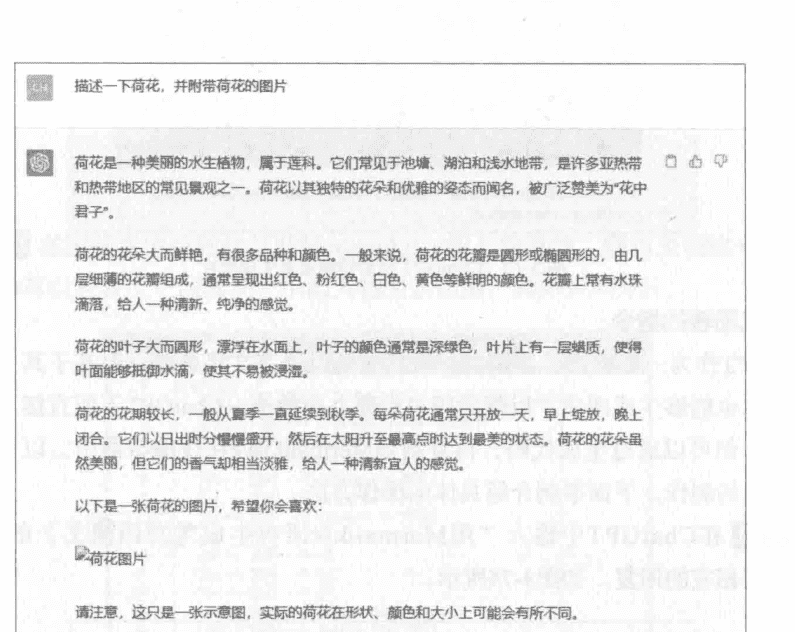 CH
描述一下荷花，并附带荷花的图片
荷花是一种美丽的水生植物，属于莲科。它们常见于池塘、湖泊和浅水地带，是许多亚热带
和热带地区的常见景观之一。荷花以其独特的花朵和优雅的姿态而闻名，被广泛赞美为“花中
君子”。
荷花的花朵大而鲜艳，有很多品种和颜色。一般来说，荷花的花瓣是圆形或椭圆形的，由几
层细薄的花瓣组成，通常呈现出红色、粉红色、白色、黄色等鲜明的颜色。花瓣上常有水珠
滴落，给人一种清新、纯净的感觉。
荷花的叶子大而圆形，漂浮在水面上，叶子的颜色通常是深绿色，叶片上有一层蜡质，使得
叶面能够抵御水滴，使其不易被浸湿。
荷花的花期较长，一般从夏季一直延续到秋季。每朵荷花通常只开放一天，早上绽放，晚上
闭合。它们以日出时分慢慢盛开，然后在太阳升至最高点时达到最美的状态。荷花的花朵虽
然美丽，但它们的香气却相当淡雅，给人一种清新宜人的感觉。
以下是一张荷花的图片，希望你会喜欢：
荷花图片
请注意，这只是一张示意图，实际的荷花在形状、颜色和大小上可能会有所不同。